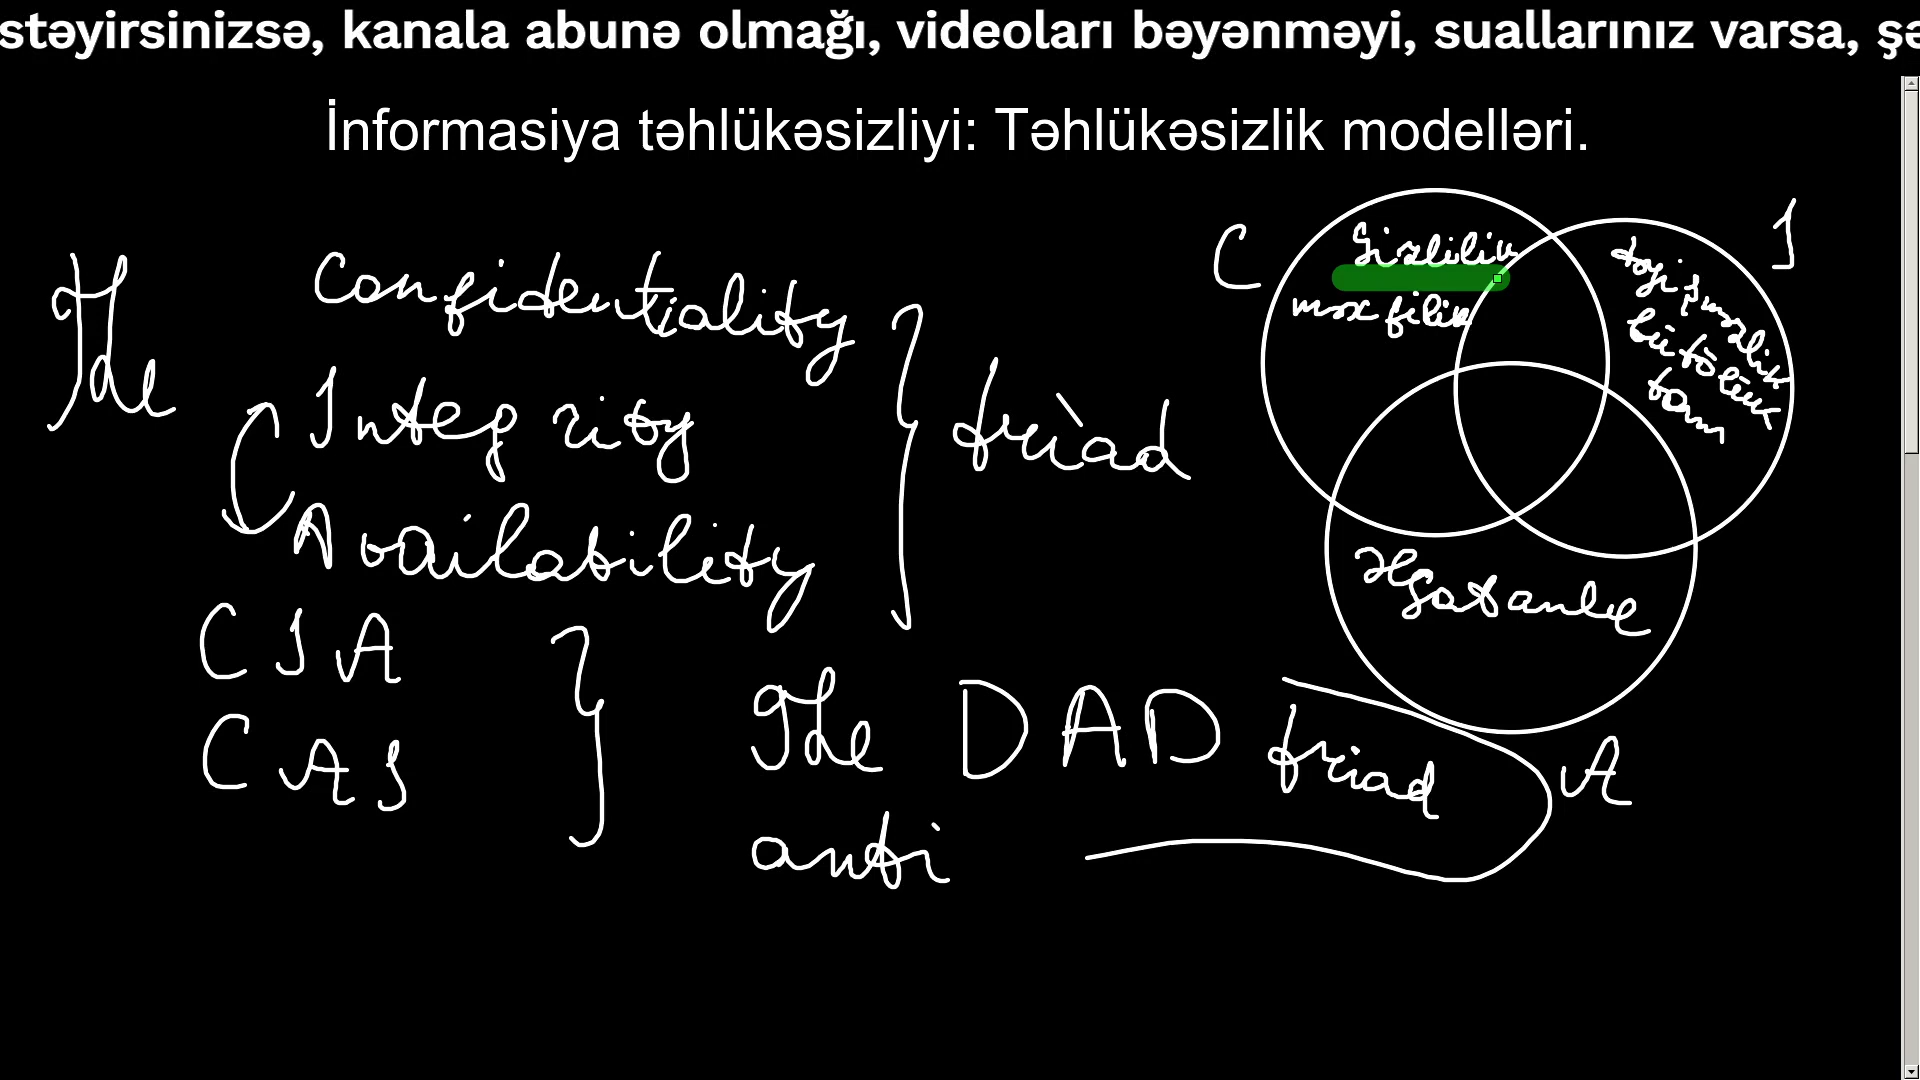 stəyirsinizsə, kanala abunə olmağı, videoları bəyənməyi, suallarınız varsa, şə
İnformasiya təhlükəsizliyi: Təhlükəsizlik modelləri.
The
Confidentiality
Integrity
Availability
triad
CIA
CAI
The DAD triad
anti
C
Gizlilik
məxfilik
I
bütövlük
tam
əlçatanlıq
A